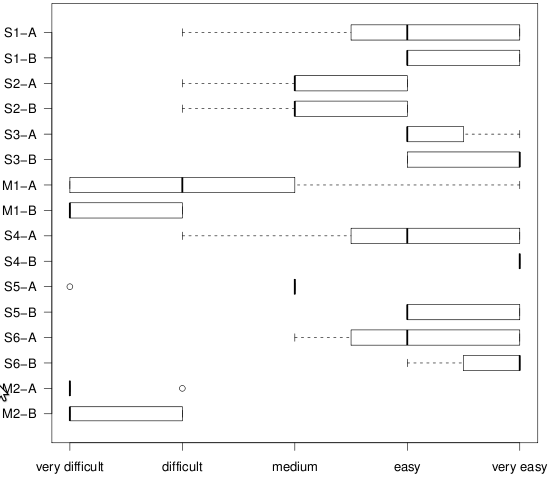 S1−A
S1−B
S2−A
S2−B
S3−A
S3−B
M1−A
M1−B
S4−A
S4−B
S5−A
S5−B
S6−A
S6−B
M2−A
M2−B
very difficult difficult medium easy very easy